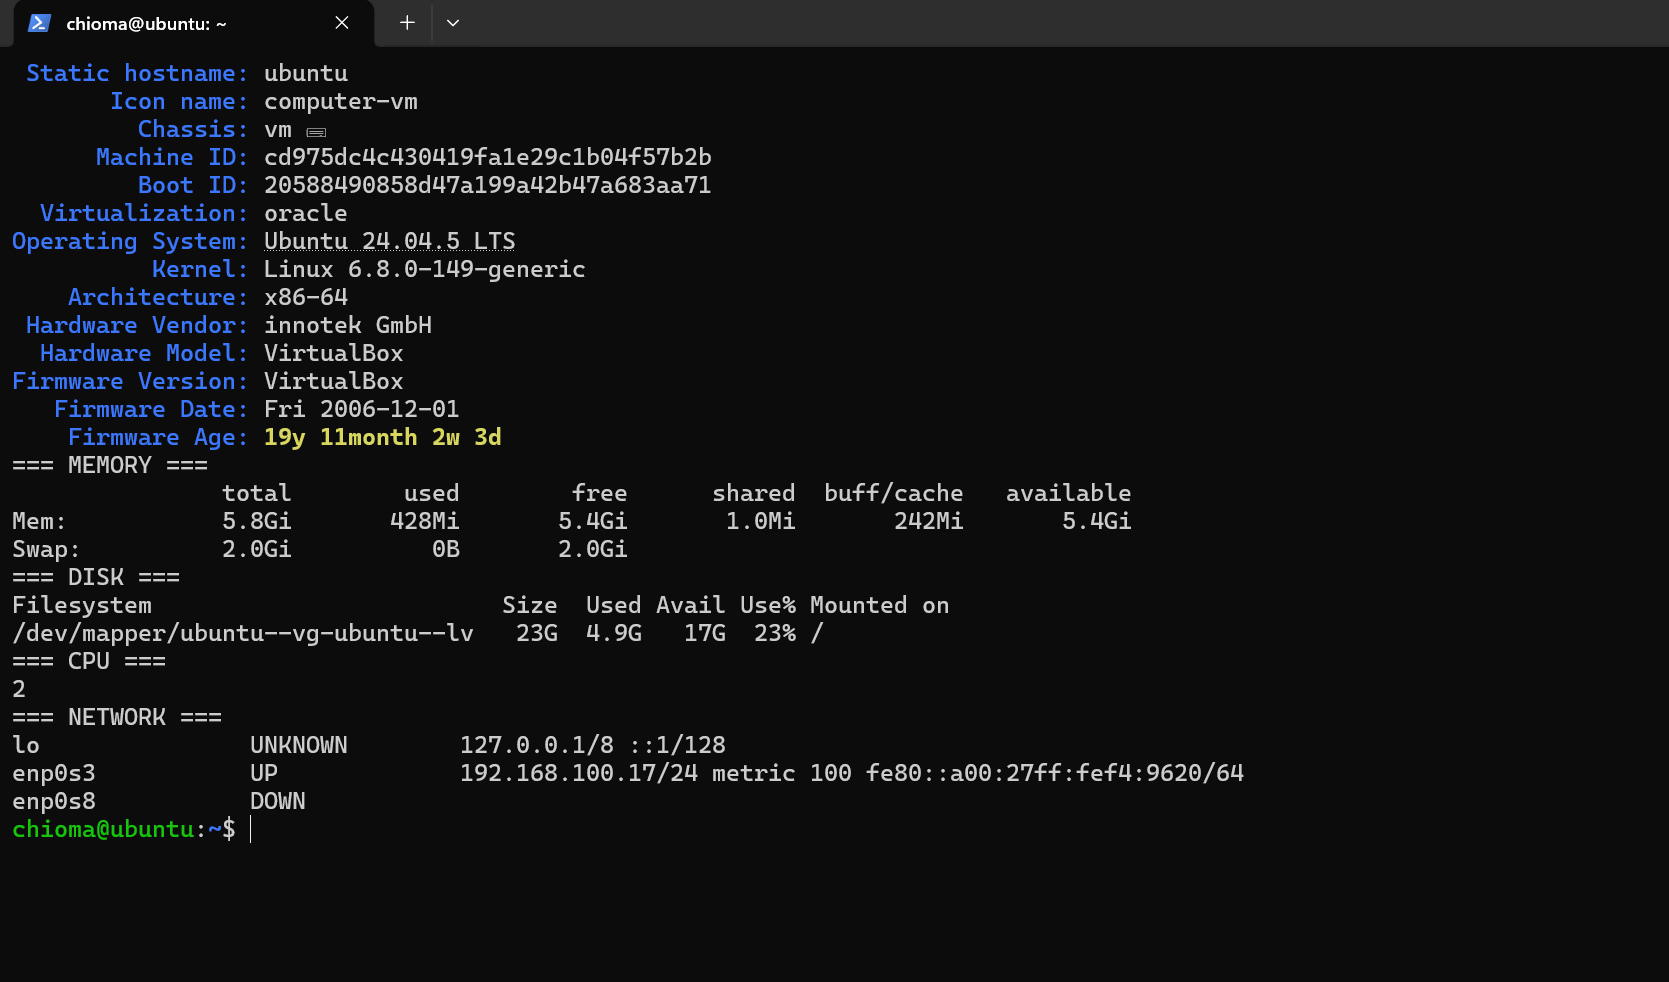 chioma@ubuntu: ~
Static hostname: ubuntu
Icon name: computer-vm
Chassis: vm 🖴
Machine ID: cd975dc4c430419fa1e29c1b04f57b2b
Boot ID: 20588490858d47a199a42b47a683aa71
Virtualization: oracle
Operating System: Ubuntu 24.04.5 LTS
Kernel: Linux 6.8.0-149-generic
Architecture: x86-64
Hardware Vendor: innotek GmbH
Hardware Model: VirtualBox
Firmware Version: VirtualBox
Firmware Date: Fri 2006-12-01
Firmware Age: 19y 11month 2w 3d
=== MEMORY ===
total used free shared buff/cache available
Mem: 5.8Gi 428Mi 5.4Gi 1.0Mi 242Mi 5.4Gi
Swap: 2.0Gi 0B 2.0Gi
=== DISK ===
Filesystem Size Used Avail Use% Mounted on
/dev/mapper/ubuntu--vg-ubuntu--lv 23G 4.9G 17G 23% /
=== CPU ===
2
=== NETWORK ===
lo UNKNOWN 127.0.0.1/8 ::1/128
enp0s3 UP 192.168.100.17/24 metric 100 fe80::a00:27ff:fef4:9620/64
enp0s8 DOWN
chioma@ubuntu:~$